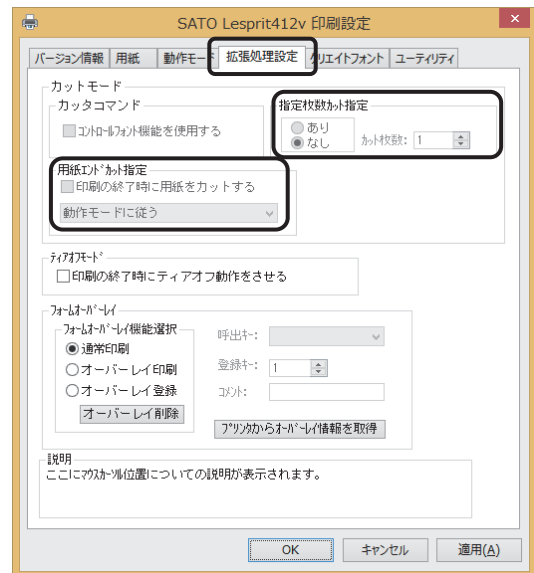 SATO Lesprit412v 印刷設定
バージョン情報 用紙 動作モード 拡張処理設定 クリエイトフォント ユーティリティ
カットモード
カッタコマンド
コントロールフォント機能を使用する
指定枚数カット指定
あり
なし
カット枚数: 1
用紙エンドカット指定
印刷の終了時に用紙をカットする
動作モードに従う
ティアオフモード
印刷の終了時にティアオフ動作をさせる
フォームオーバーレイ
フォームオーバーレイ機能選択
通常印刷
オーバーレイ印刷
オーバーレイ登録
オーバーレイ削除
呼出キー:
登録キー: 1
コメント:
プリンタからオーバーレイ情報を取得
説明
ここにマウスカーソル位置についての説明が表示されます。
OK キャンセル 適用(A)